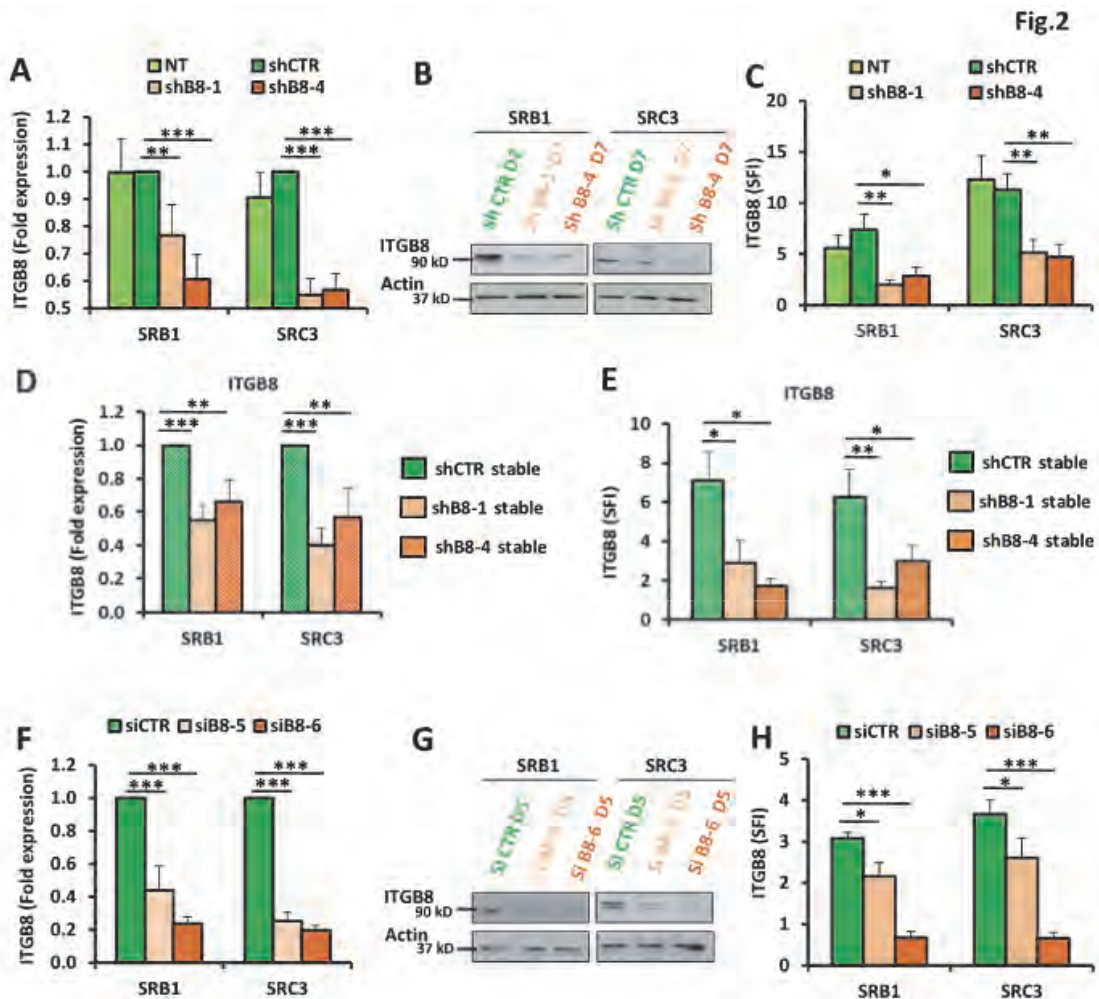 Fig.2
A
NT shCTR
shB8-1 shB8-4
ITGB8 (Fold expression)
1.2
1.1
1.0
0.9
0.8
0.7
0.6
0.5
*** ***
** ***
SRB1 SRC3
B
SRB1 SRC3
Sh CTR D7
Sh B8-4 D7
Sh CTR D7
Sh B8-4 D7
ITGB8
90 kD
Actin
37 kD
C
NT shCTR
shB8-1 shB8-4
ITGB8 (SFI)
20
15
10
5
0
* **
** **
SRB1 SRC3
D
ITGB8
ITGB8 (Fold expression)
1.2
1.0
0.8
0.6
0.4
0.2
0.0
** **
*** ***
SRB1 SRC3
shCTR stable
shB8-1 stable
shB8-4 stable
E
ITGB8
ITGB8 (SFI)
10
8
6
4
2
0
* *
* **
SRB1 SRC3
shCTR stable
shB8-1 stable
shB8-4 stable
F
siCTR siB8-5 siB8-6
ITGB8 (Fold expression)
1.2
1.0
0.8
0.6
0.4
0.2
0.0
*** ***
*** ***
SRB1 SRC3
G
SRB1 SRC3
Si CTR D5
Si B8-6 D5
Si CTR D5
Si B8-6 D5
ITGB8
90 kD
Actin
37 kD
H
siCTR siB8-5 siB8-6
ITGB8 (SFI)
5
4
3
2
1
0
*** ***
* *
SRB1 SRC3